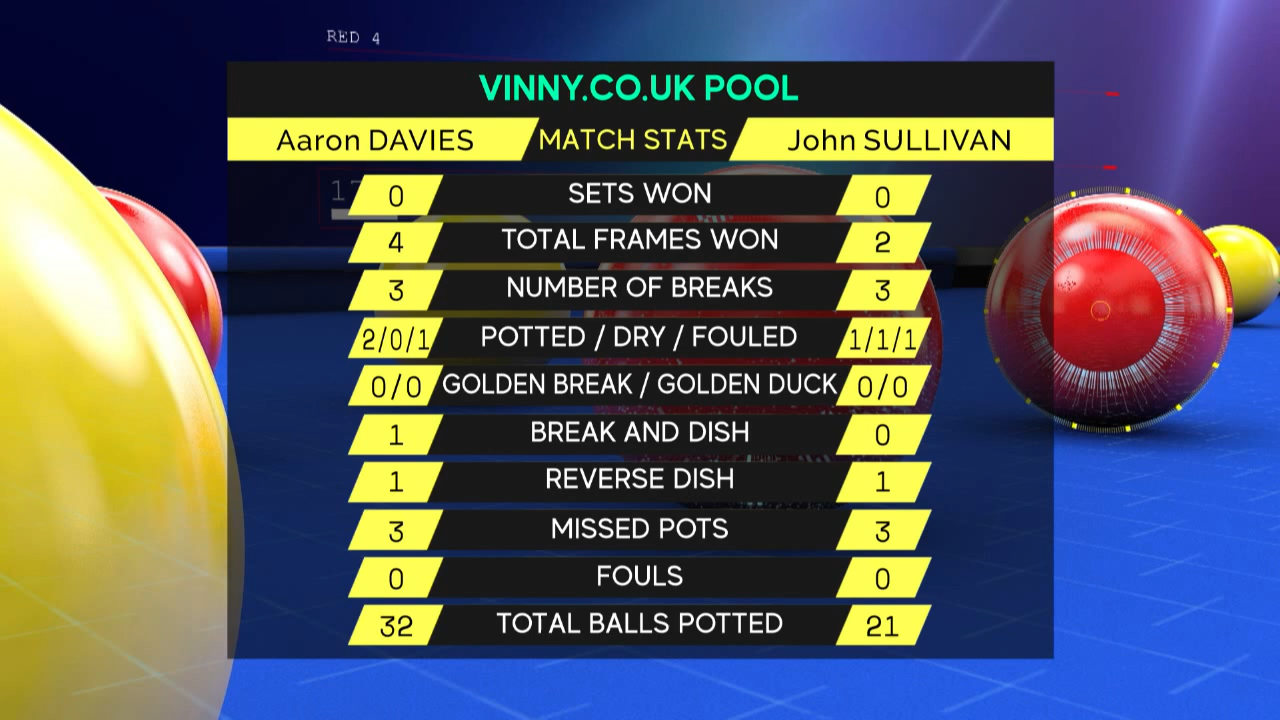 RED 4
VINNY.CO.UK POOL
Aaron DAVIES MATCH STATS John SULLIVAN
17
0 SETS WON 0
4 TOTAL FRAMES WON 2
3 NUMBER OF BREAKS 3
2/0/1 POTTED / DRY / FOULED 1/1/1
0/0 GOLDEN BREAK / GOLDEN DUCK 0/0
1 BREAK AND DISH 0
1 REVERSE DISH 1
3 MISSED POTS 3
0 FOULS 0
32 TOTAL BALLS POTTED 21